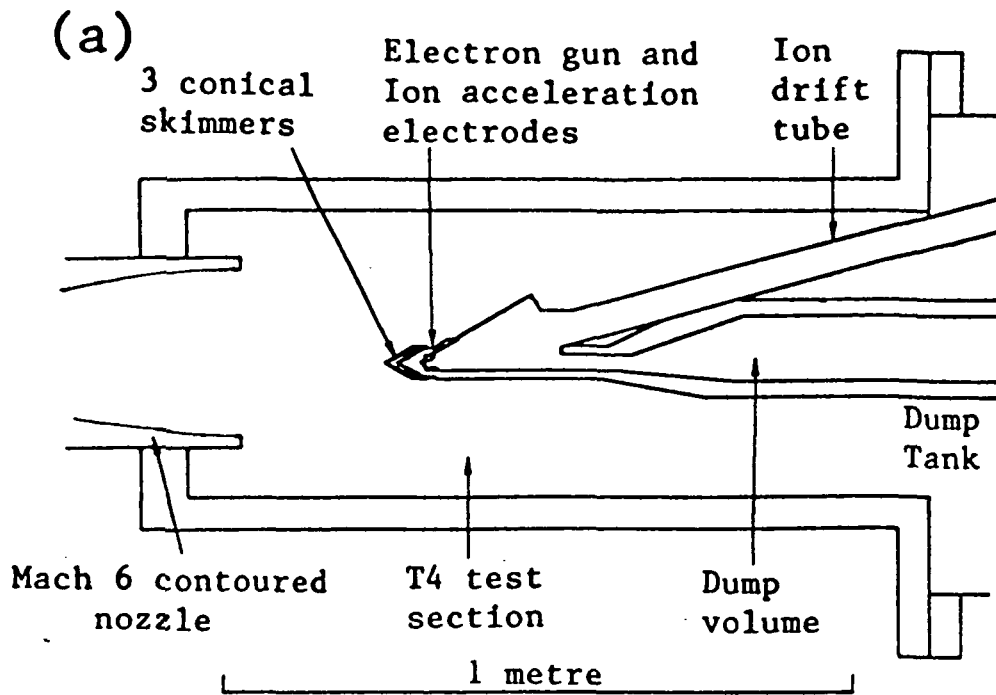 (a)
3 conical
skimmers
Electron gun and
Ion acceleration
electrodes
Ion
drift
tube
Dump
Tank
Mach 6 contoured
nozzle
T4 test
section
Dump
volume
1 metre